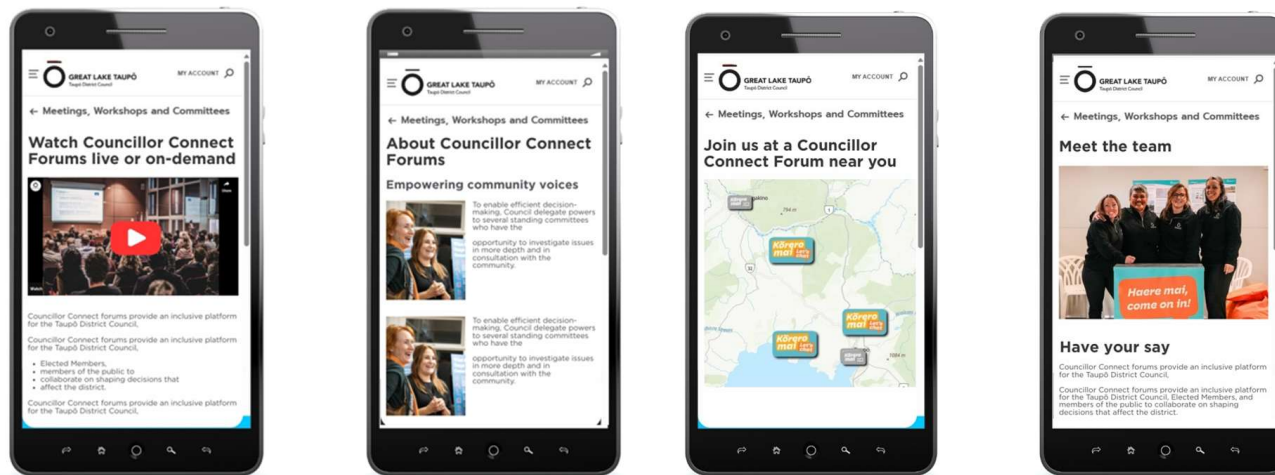 GREAT LAKE TAUPŌ
Taupō District Council
MY ACCOUNT
← Meetings, Workshops and Committees
Watch Councillor Connect
Forums live or on-demand
Share
Watch
Councillor Connect forums provide an inclusive platform
for the Taupō District Council,
Councillor Connect forums provide an inclusive platform
for the Taupō District Council,
• Elected Members,
• members of the public to
• collaborate on shaping decisions that
• affect the district.
Councillor Connect forums provide an inclusive platform
for the Taupō District Council,
GREAT LAKE TAUPŌ
Taupō District Council
MY ACCOUNT
← Meetings, Workshops and Committees
About Councillor Connect
Forums
Empowering community voices
To enable efficient decision-
making, Council delegate powers
to several standing committees
who have the
opportunity to investigate issues
in more depth and in
consultation with the
community.
To enable efficient decision-
making, Council delegate powers
to several standing committees
who have the
opportunity to investigate issues
in more depth and in
consultation with the
community.
GREAT LAKE TAUPŌ
Taupō District Council
MY ACCOUNT
← Meetings, Workshops and Committees
Join us at a Councillor
Connect Forum near you
794 m
1
Kōrero
mai Let's
chat
32
Kōrero
mai Let's
chat
Kōrero
mai Let's
chat
1084 m
GREAT LAKE TAUPŌ
Taupō District Council
MY ACCOUNT
← Meetings, Workshops and Committees
Meet the team
Haere mai,
come on in!
Have your say
Councillor Connect forums provide an inclusive platform
for the Taupō District Council,
Councillor Connect forums provide an inclusive platform
for the Taupō District Council, Elected Members, and
members of the public to collaborate on shaping
decisions that affect the district.